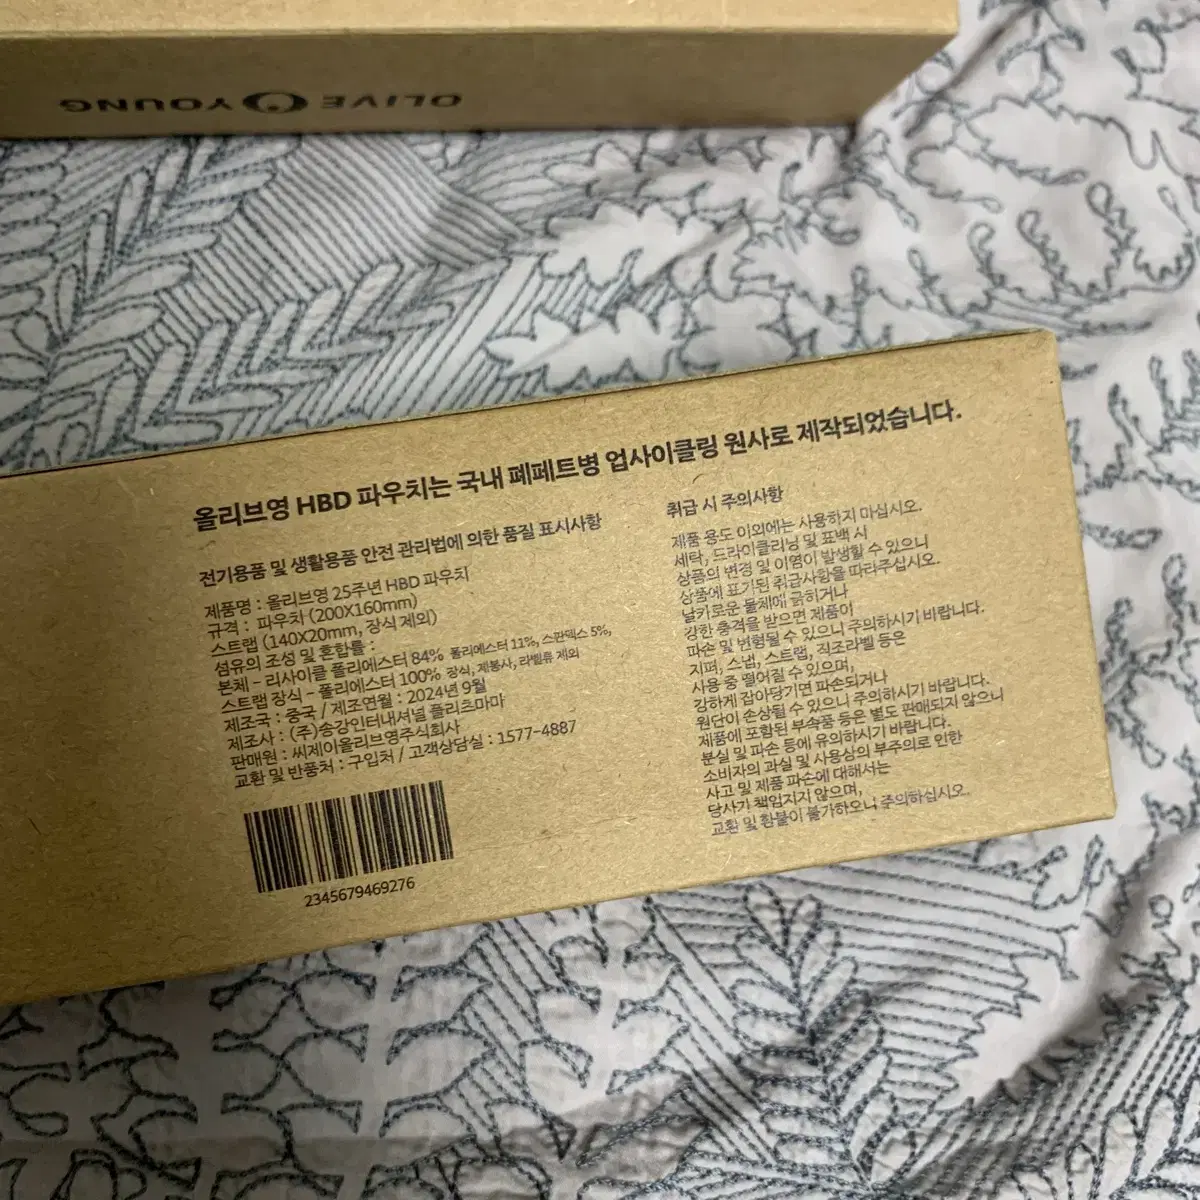 OLIVE YOUNG
올리브영 HBD 파우치는 국내 폐페트병 업사이클링 원사로 제작되었습니다.
전기용품 및 생활용품 안전 관리법에 의한 품질 표시사항
제품명 : 올리브영 25주년 HBD 파우치
규격 : 파우치 (200X160mm)
스트랩 (140X20mm, 장식 제외)
섬유의 조성 및 혼합률 :
본체 - 리사이클 폴리에스터 84% 폴리에스터 11%, 스판덱스 5%,
스트랩 장식 - 폴리에스터 100% 장식, 재봉사, 라벨류 제외
제조국 : 중국 / 제조연월 : 2024년 9월
제조사 : (주)송강인터내셔널 플리츠마마
판매원 : 씨제이올리브영주식회사
교환 및 반품처 : 구입처 / 고객상담실 : 1577-4887
2345679469276
취급 시 주의사항
제품 용도 이외에는 사용하지 마십시오.
세탁, 드라이클리닝 및 표백 시
상품의 변경 및 이염이 발생할 수 있으니
상품에 표기된 취급사항을 따라주십시오.
날카로운 물체에 긁히거나
강한 충격을 받으면 제품이
파손 및 변형될 수 있으니 주의하시기 바랍니다.
지퍼, 스냅, 스트랩, 직조라벨 등은
사용 중 떨어질 수 있으며,
강하게 잡아당기면 파손되거나
원단이 손상될 수 있으니 주의하시기 바랍니다.
제품에 포함된 부속품 등은 별도 판매되지 않으니
분실 및 파손 등에 유의하시기 바랍니다.
소비자의 과실 및 사용상의 부주의로 인한
사고 및 제품 파손에 대해서는
당사가 책임지지 않으며,
교환 및 환불이 불가하오니 주의하십시오.